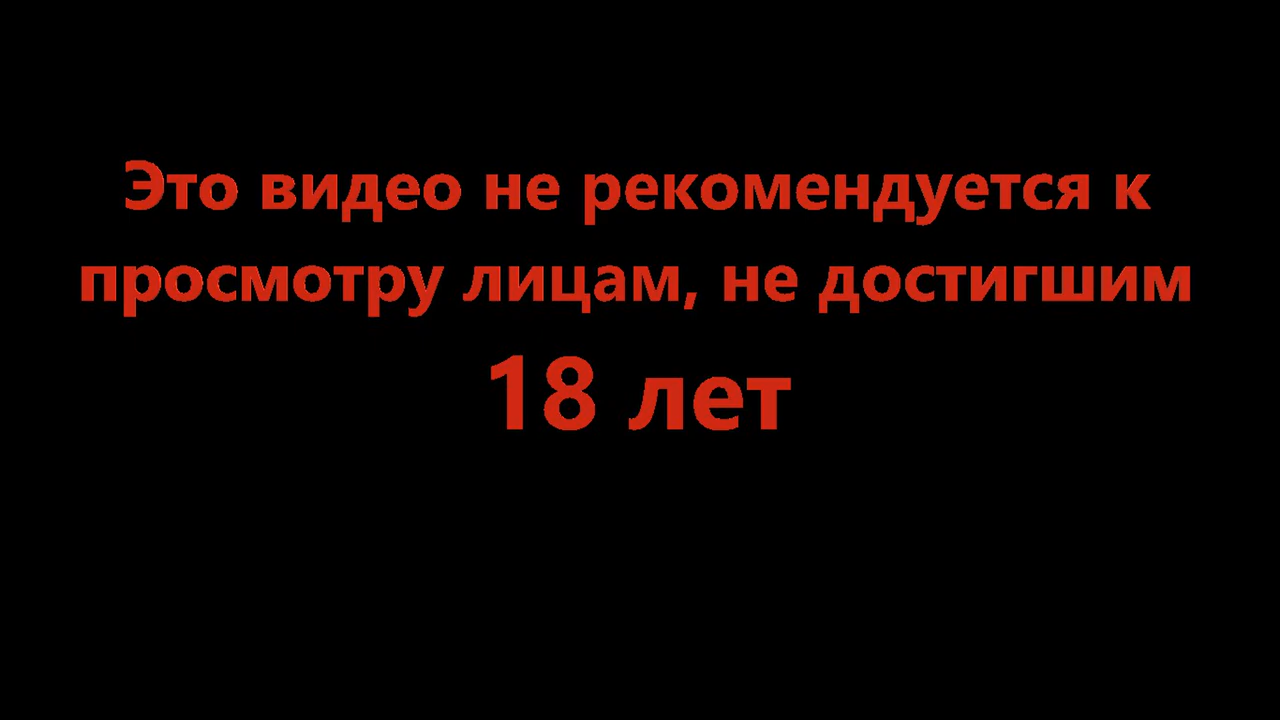 Это видео не рекомендуется к
просмотру лицам, не достигшим
18 лет